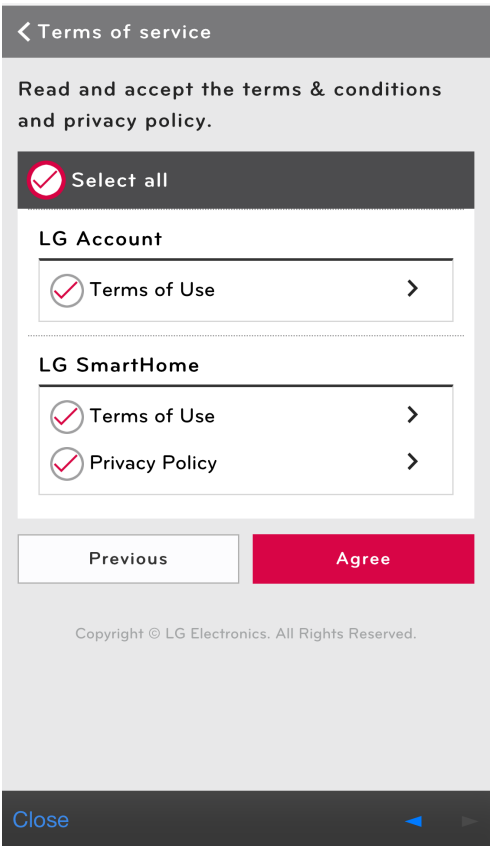 Terms of service
Read and accept the terms & conditions
and privacy policy.
Select all
LG Account
Terms of Use
LG SmartHome
Terms of Use
Privacy Policy
Previous
Agree
Copyright © LG Electronics. All Rights Reserved.
Close